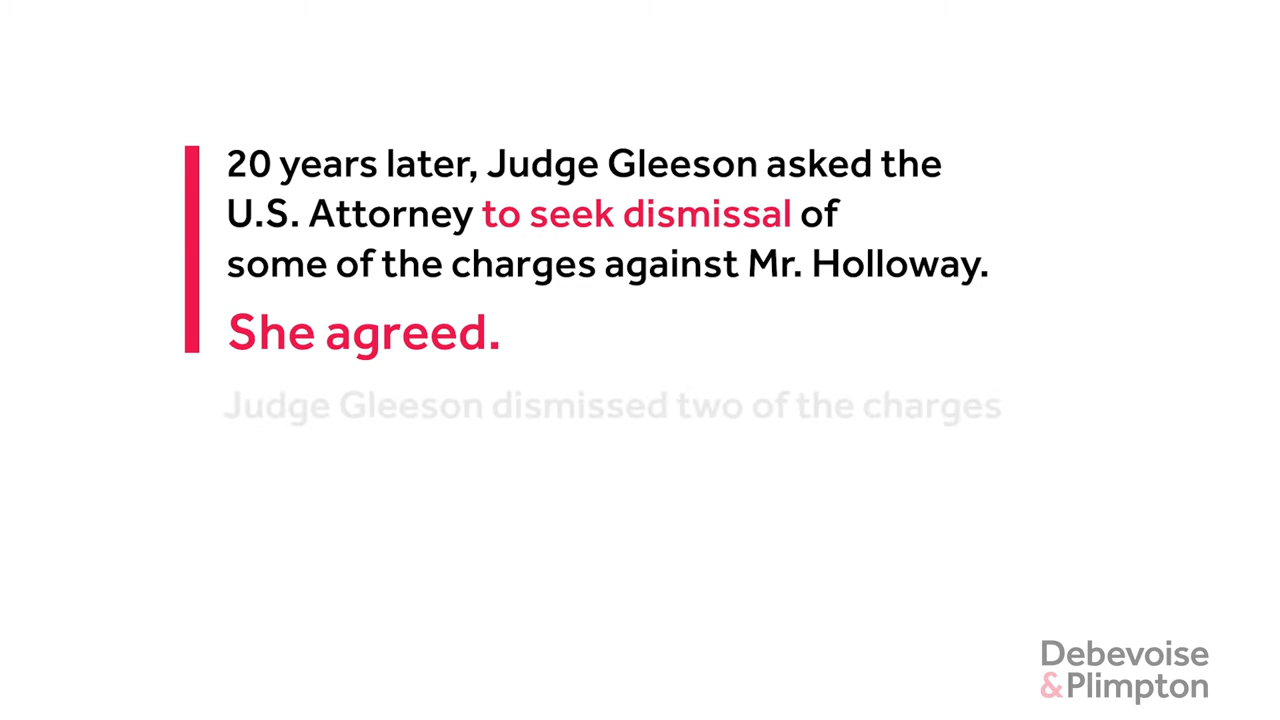 20 years later, Judge Gleeson asked the
U.S. Attorney to seek dismissal of
some of the charges against Mr. Holloway.
She agreed.
Judge Gleeson dismissed two of the charges
Debevoise
&Plimpton